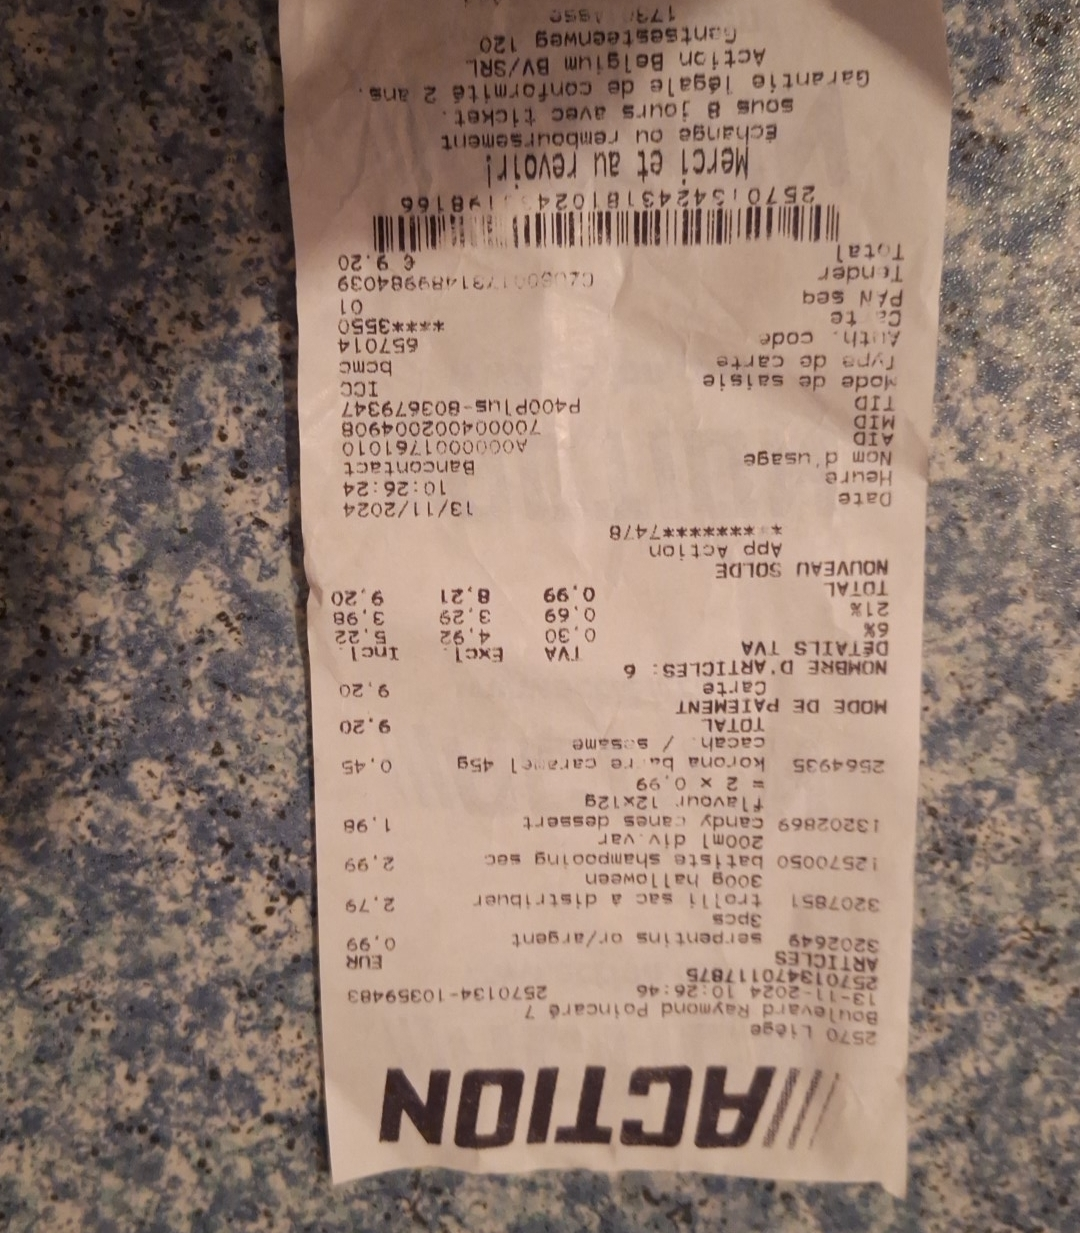 ACTION
2570 Liège
Boulevard Raymond Poincaré 7
13-11-2024 10:26:46 2570134-10359483
2570134701117875
ARTICLES EUR
3202649 serpentins or/argent 0,99
3pcs
3207851 trolli sac à distribuer 2,79
300g halloween
2570050 batiste shampooing sec 2,99
200ml div.var
3202869 candy canes dessert 1,98
flavour 12x12g
= 2 x 0,99
2564935 korona barre caramel 45g 0,45
cacah. / sesame
TOTAL 9,20
MODE DE PAIEMENT
Carte 9,20
NOMBRE D'ARTICLES: 6
DÉTAILS TVA TVA Excl. Incl.
6% 0,30 4,92 5,22
21% 0,69 3,29 3,98
TOTAL 0,99 8,21 9,20
NOUVEAU SOLDE
App Action
*********7478
Date 13/11/2024
Heure 10:26:24
Nom d'usage Bancontact
AID A0000001761010
MID 700004002004908
TID P400Plus-803679347
Mode de saisie ICC
Type de carte bcmc
Auth. code 657014
Carte ****3550
PAN seq 01
Tender
Total € 9.20
Merci et au revoir!
Échange ou remboursement
sous 8 jours avec ticket.
Garantie légale de conformité 2 ans.
Action Belgium BV/SRL
Gantsesteenweg 120
Asse